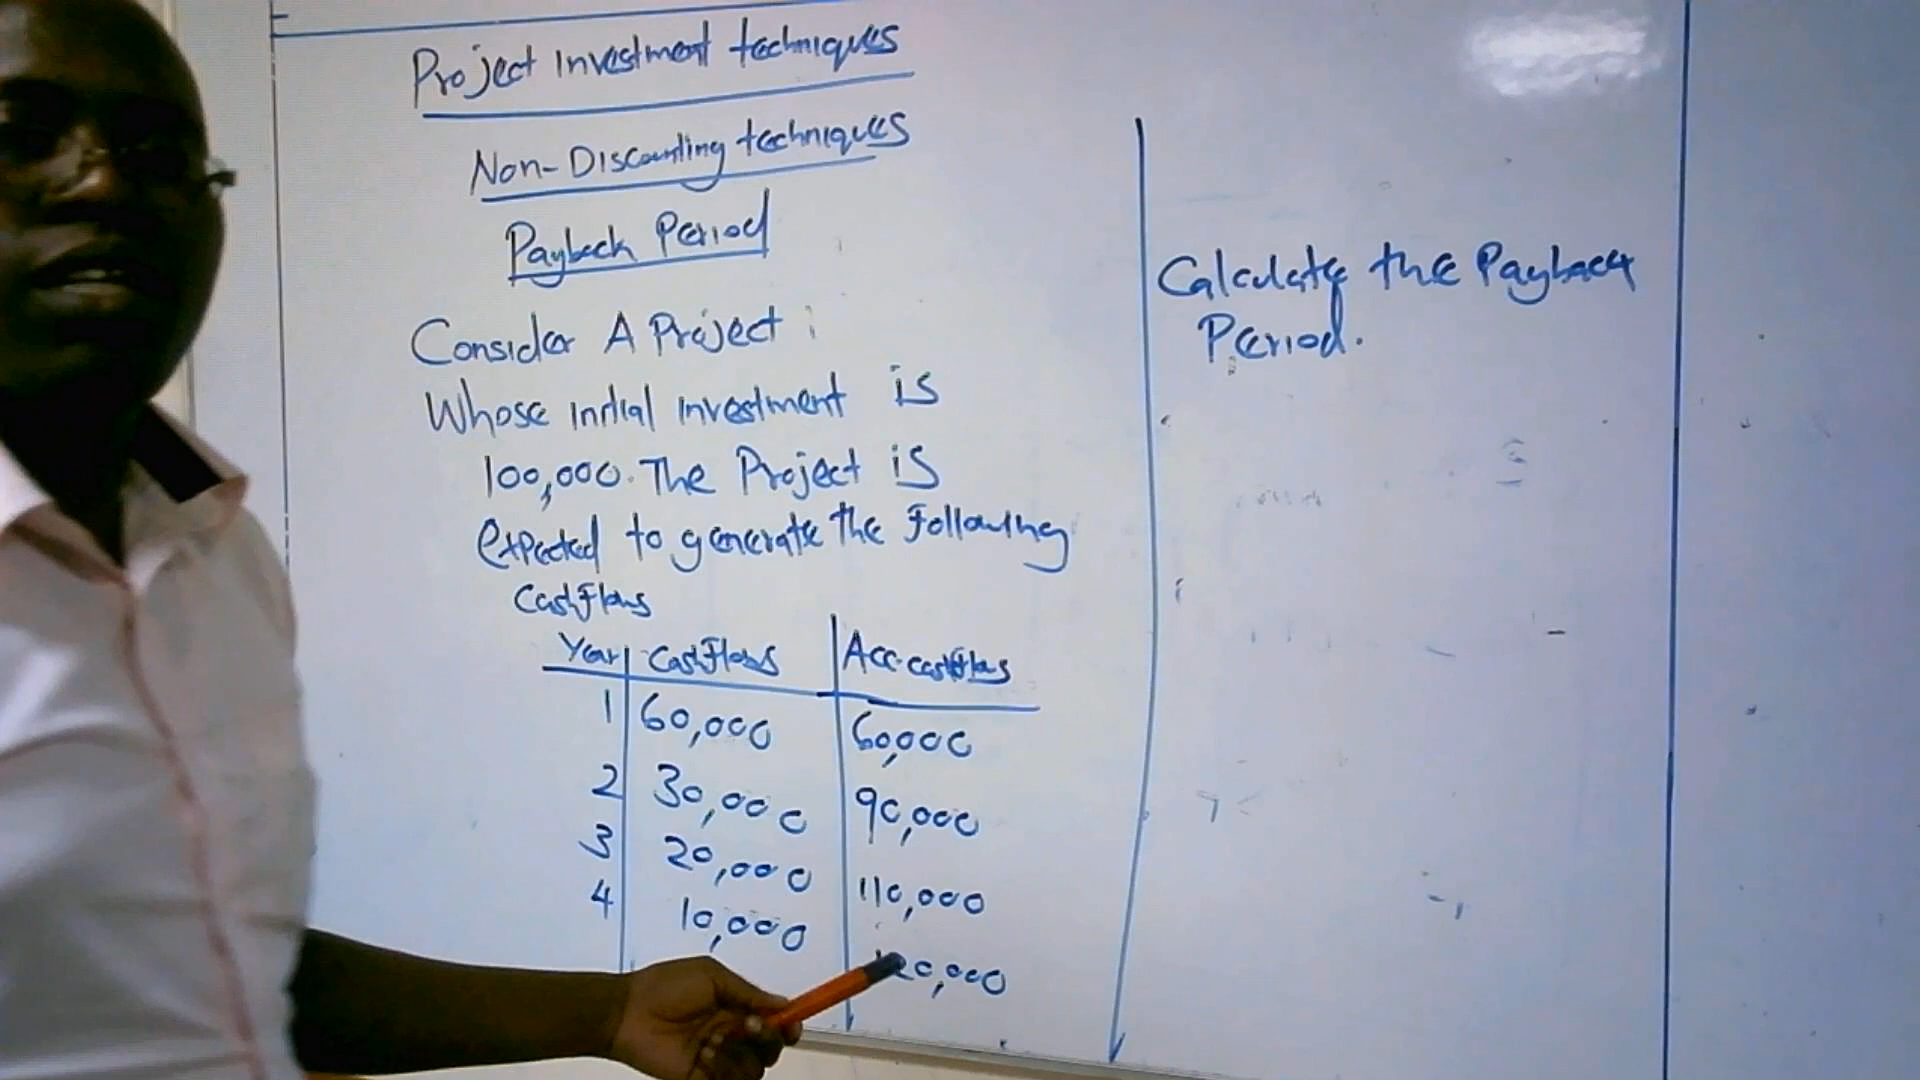 Project Investment techniques
Non-Discounting techniques
Payback Period
Consider A Project :
Whose initial investment is
100,000. The Project is
expected to generate the Following
CashFlows
Year CashFlows Acc.cashflows
1 60,000 60,000
2 30,000 90,000
3 20,000 110,000
4 10,000 120,000
Calculate the Payback
Period.